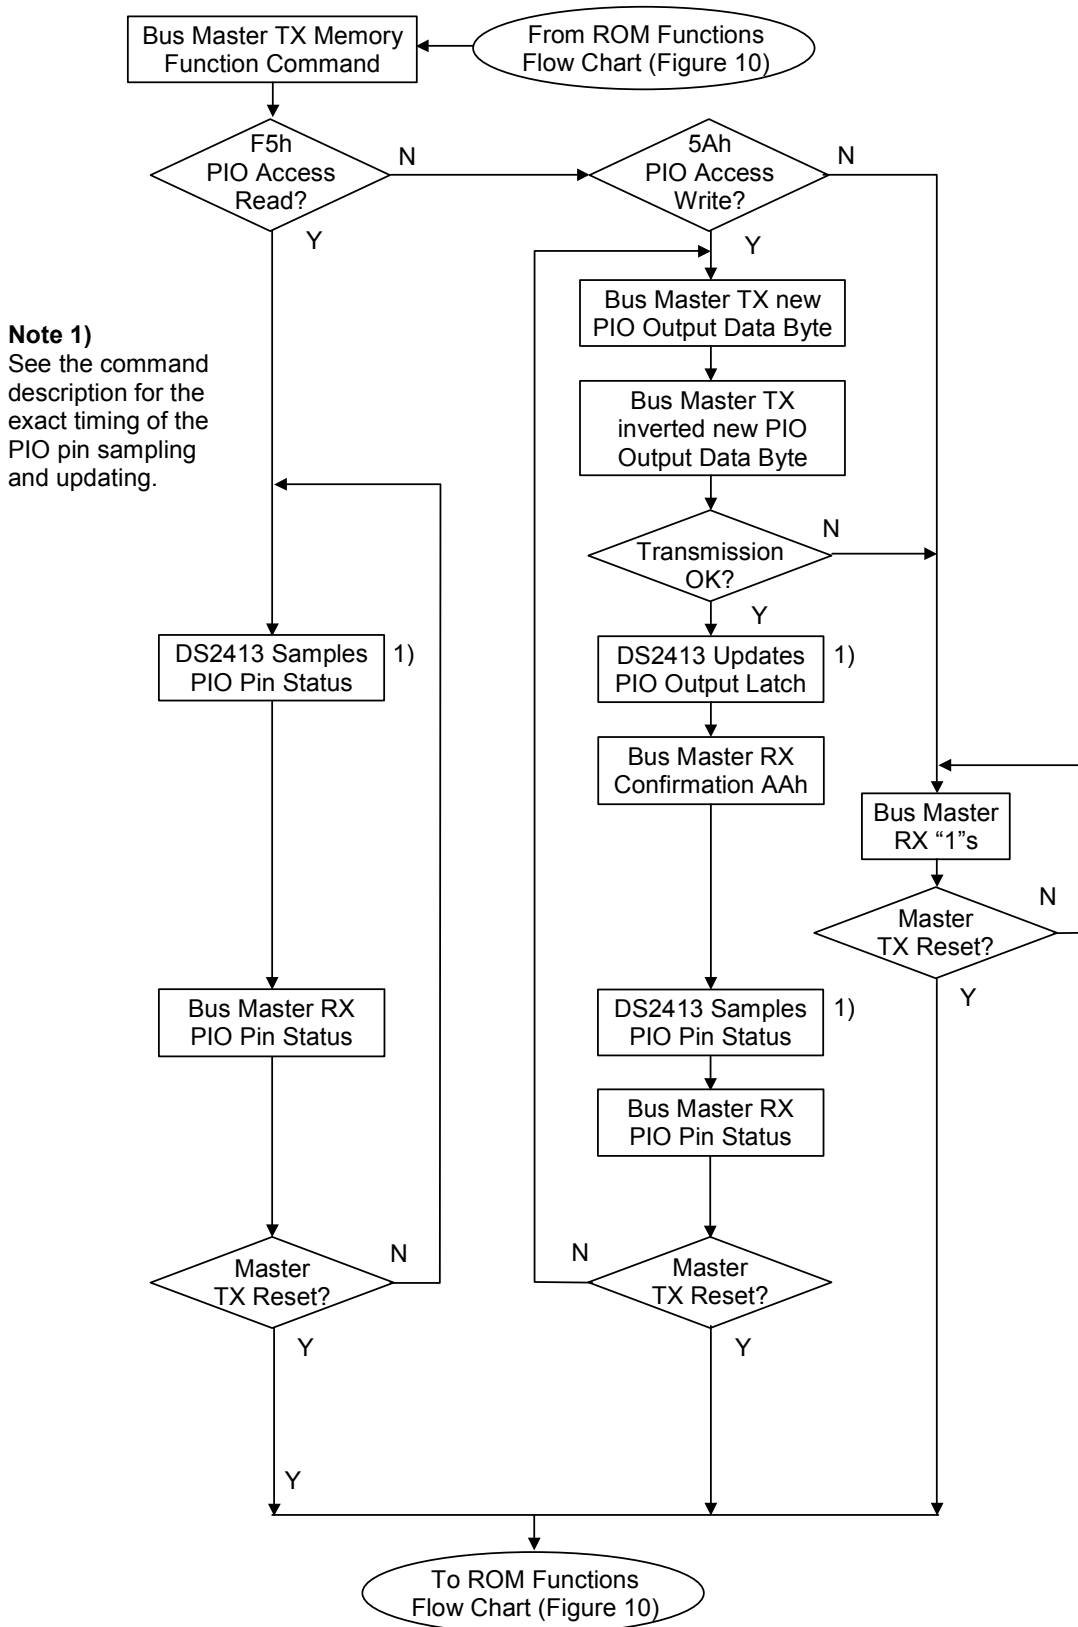 Bus Master TX Memory
Function Command
From ROM Functions
Flow Chart (Figure 10)
F5h
PIO Access
Read?
N
Y
5Ah
PIO Access
Write?
N
Y
Note 1)
See the command
description for the
exact timing of the
PIO pin sampling
and updating.
Bus Master TX new
PIO Output Data Byte
Bus Master TX
inverted new PIO
Output Data Byte
Transmission
OK?
N
Y
DS2413 Samples
PIO Pin Status
1)
DS2413 Updates
PIO Output Latch
1)
Bus Master RX
Confirmation AAh
Bus Master
RX “1”s
Master
TX Reset?
N
Y
Bus Master RX
PIO Pin Status
DS2413 Samples
PIO Pin Status
1)
Bus Master RX
PIO Pin Status
Master
TX Reset?
N
Y
Y
N
Master
TX Reset?
Y
To ROM Functions
Flow Chart (Figure 10)